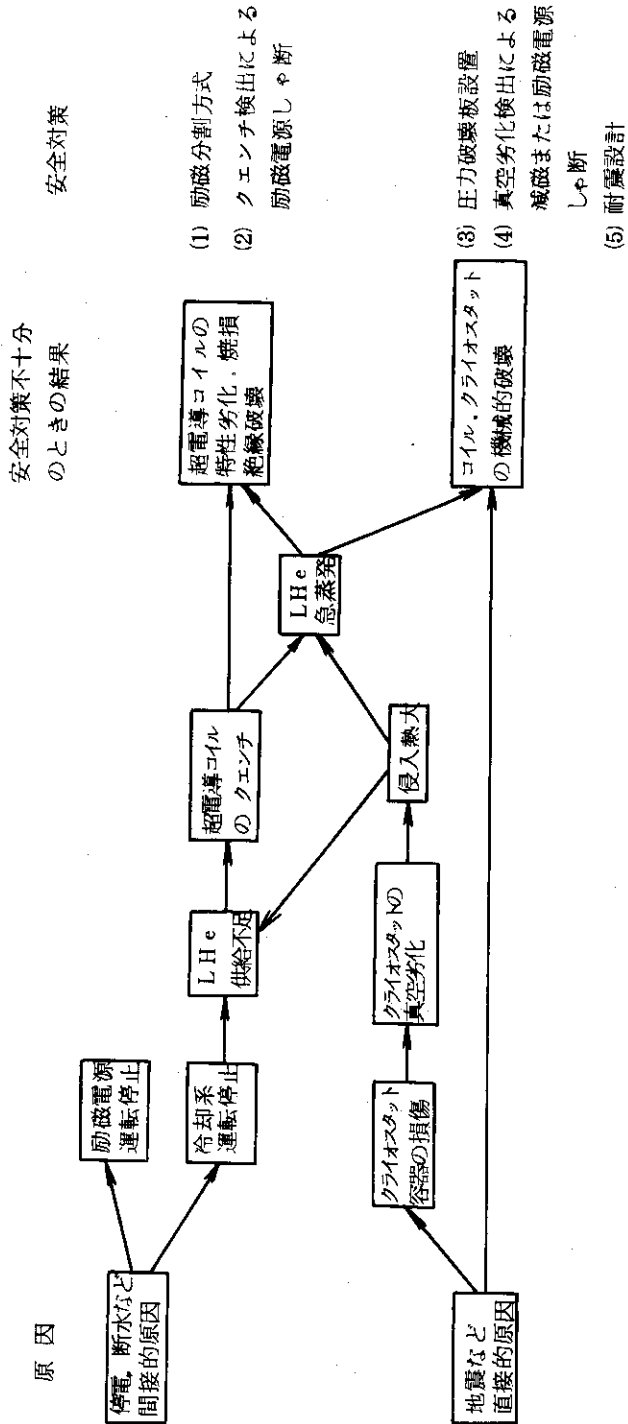 原因
安全対策不十分
のときの結果
安全対策
停電,断水など
間接的原因
励磁電源
運転停止
冷却系
運転停止
LHe
供給不足
超電導コイル
のクエンチ
超電導コイルの
特性劣化,焼損
絶縁破壊
LHe
急蒸発
地震など
直接的原因
クライオスタット
容器の損傷
クライオスタットの
真空劣化
侵入熱大
コイル,クライオスタット
の機械的破壊
(1) 励磁分割方式
(2) クエンチ検出による
励磁電源しゃ断
(3) 圧力破壊板設置
(4) 真空劣化検出による
減磁または励磁電源
しゃ断
(5) 耐震設計